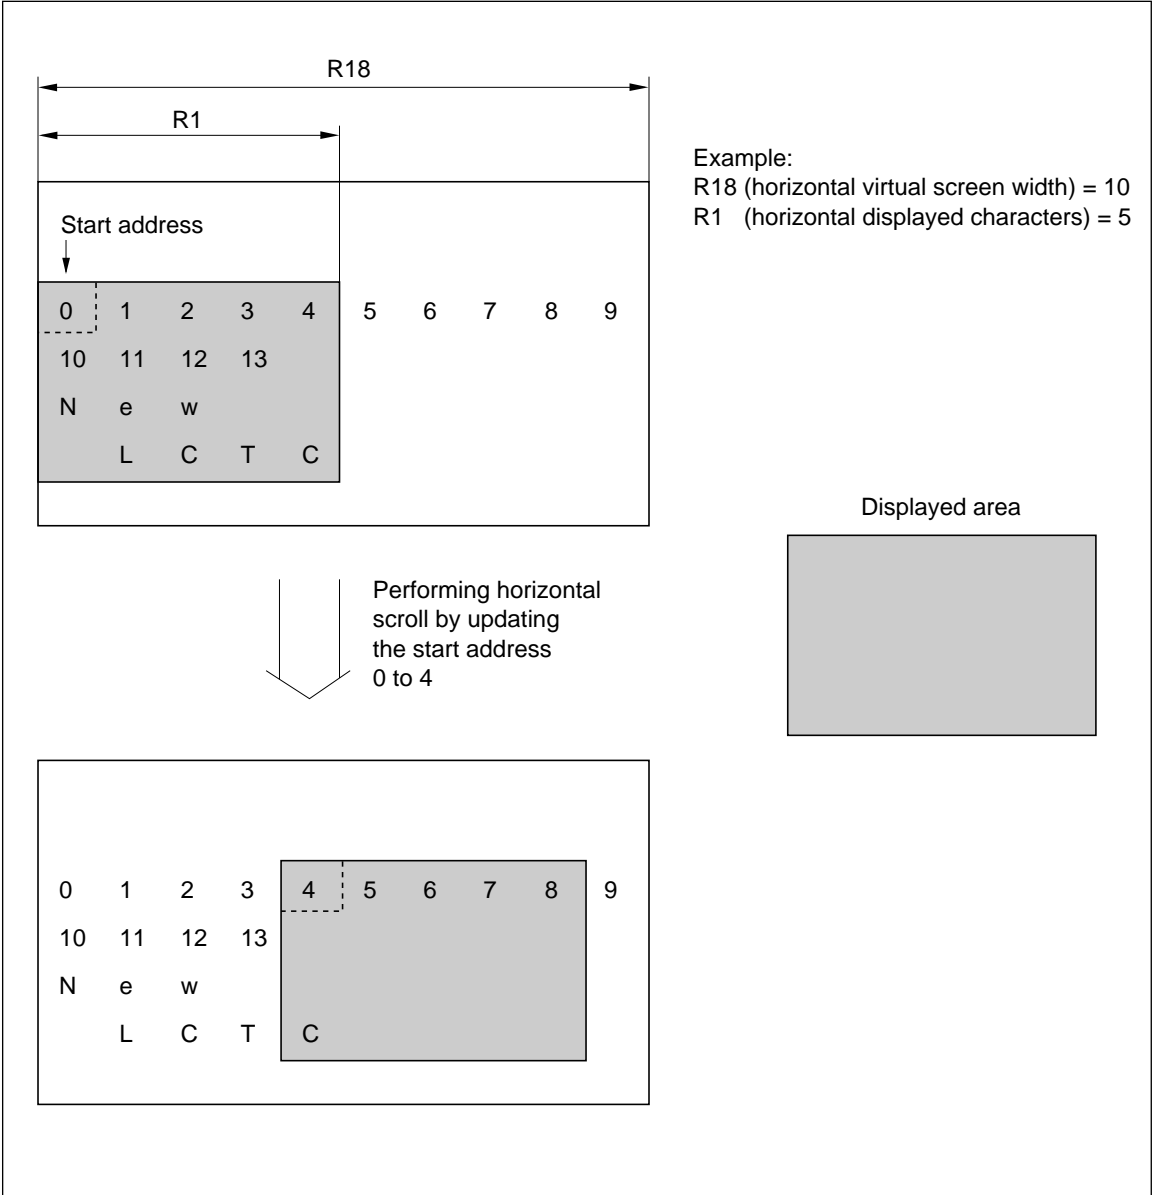 R18
R1
Example:
R18 (horizontal virtual screen width) = 10
R1 (horizontal displayed characters) = 5
Start address
0 1 2 3 4 5 6 7 8 9
10 11 12 13
N e w
L C T C
Displayed area
Performing horizontal
scroll by updating
the start address
0 to 4
0 1 2 3 4 5 6 7 8 9
10 11 12 13
N e w
L C T C